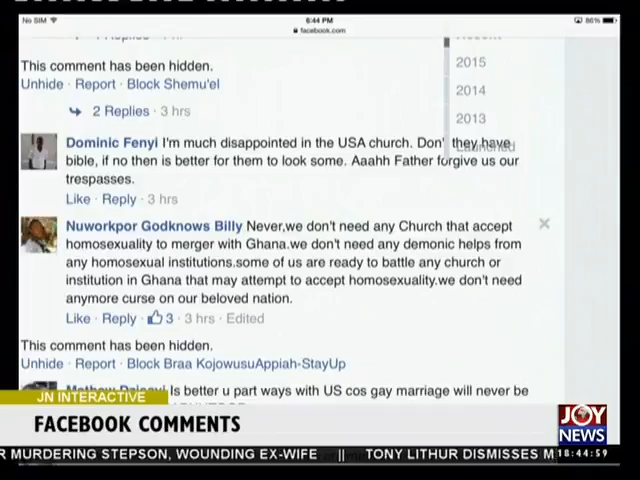 No SIM
6:44 PM
86%
facebook.com
This comment has been hidden.
Unhide · Report · Block Shemu'el
2 Replies · 3 hrs
2015
2014
2013
Launched
Dominic Fenyi I'm much disappointed in the USA church. Don' they have
bible, if no then is better for them to look some. Aaahh Father forgive us our
trespasses.
Like · Reply · 3 hrs
Nuworkpor Godknows Billy Never,we don't need any Church that accept
homosexuality to merger with Ghana.we don't need any demonic helps from
any homosexual institutions.some of us are ready to battle any church or
institution in Ghana that may attempt to accept homosexuality.we don't need
anymore curse on our beloved nation.
Like · Reply · 3 · 3 hrs · Edited
This comment has been hidden.
Unhide · Report · Block Braa KojowusuAppiah-StayUp
Is better u part ways with US cos gay marriage will never be
JN INTERACTIVE
FACEBOOK COMMENTS
JOY
NEWS
R MURDERING STEPSON, WOUNDING EX-WIFE || TONY LITHUR DISMISSES M
18:44:59